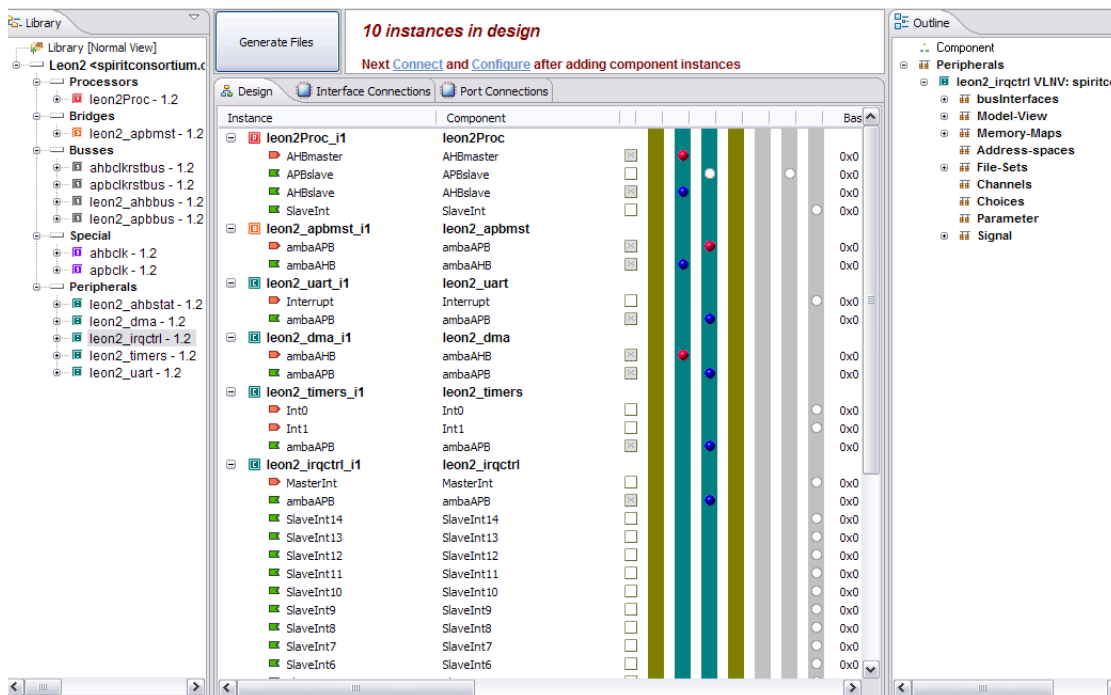 Library
Library [Normal View]
Leon2 <spiritconsortium.o
Processors
leon2Proc - 1.2
Bridges
leon2_apbmst - 1.2
Busses
ahbclkrstbus - 1.2
apbclkrstbus - 1.2
leon2_ahbbus - 1.2
leon2_apbbus - 1.2
Special
ahbclk - 1.2
apbclk - 1.2
Peripherals
leon2_ahbstat - 1.2
leon2_dma - 1.2
leon2_irqctrl - 1.2
leon2_timers - 1.2
leon2_uart - 1.2
Generate Files
10 instances in design
Next Connect and Configure after adding component instances
Design Interface Connections Port Connections
Instance Component Bas
leon2Proc_i1 leon2Proc
AHBmaster AHBmaster 0x0
APBslave APBslave 0x0
AHBslave AHBslave 0x0
SlaveInt SlaveInt 0x0
leon2_apbmst_i1 leon2_apbmst
ambaAPB ambaAPB 0x0
ambaAHB ambaAHB 0x0
leon2_uart_i1 leon2_uart
Interrupt Interrupt 0x0
ambaAPB ambaAPB 0x0
leon2_dma_i1 leon2_dma
ambaAHB ambaAHB 0x0
ambaAPB ambaAPB 0x0
leon2_timers_i1 leon2_timers
Int0 Int0 0x0
Int1 Int1 0x0
ambaAPB ambaAPB 0x0
leon2_irqctrl_i1 leon2_irqctrl
MasterInt MasterInt 0x0
ambaAPB ambaAPB 0x0
SlaveInt14 SlaveInt14 0x0
SlaveInt13 SlaveInt13 0x0
SlaveInt12 SlaveInt12 0x0
SlaveInt11 SlaveInt11 0x0
SlaveInt10 SlaveInt10 0x0
SlaveInt9 SlaveInt9 0x0
SlaveInt8 SlaveInt8 0x0
SlaveInt7 SlaveInt7 0x0
SlaveInt6 SlaveInt6 0x0
Outline
Component
Peripherals
leon2_irqctrl VLNV: spiritco
busInterfaces
Model-View
Memory-Maps
Address-spaces
File-Sets
Channels
Choices
Parameter
Signal